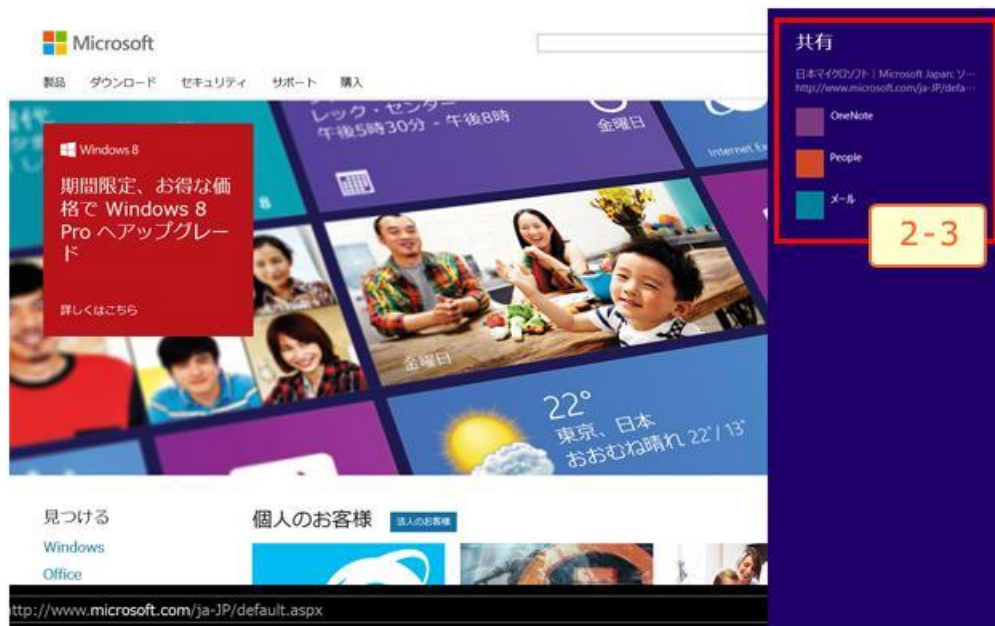 Microsoft
製品 ダウンロード セキュリティ サポート 購入
レック・センター
午後5時30分 - 午後8時
金曜日
Windows 8
期間限定、お得な価
格で Windows 8
Pro へアップグレー
ド
詳しくはこちら
8
金曜日
22°
東京、日本
おおむね晴れ 22°/13°
見つける
Windows
Office
個人のお客様 法人のお客様
http://www.microsoft.com/ja-JP/default.aspx
共有
日本マイクロソフト | Microsoft Japan: ソ…
http://www.microsoft.com/ja-JP/defa…
OneNote
People
メール
2-3